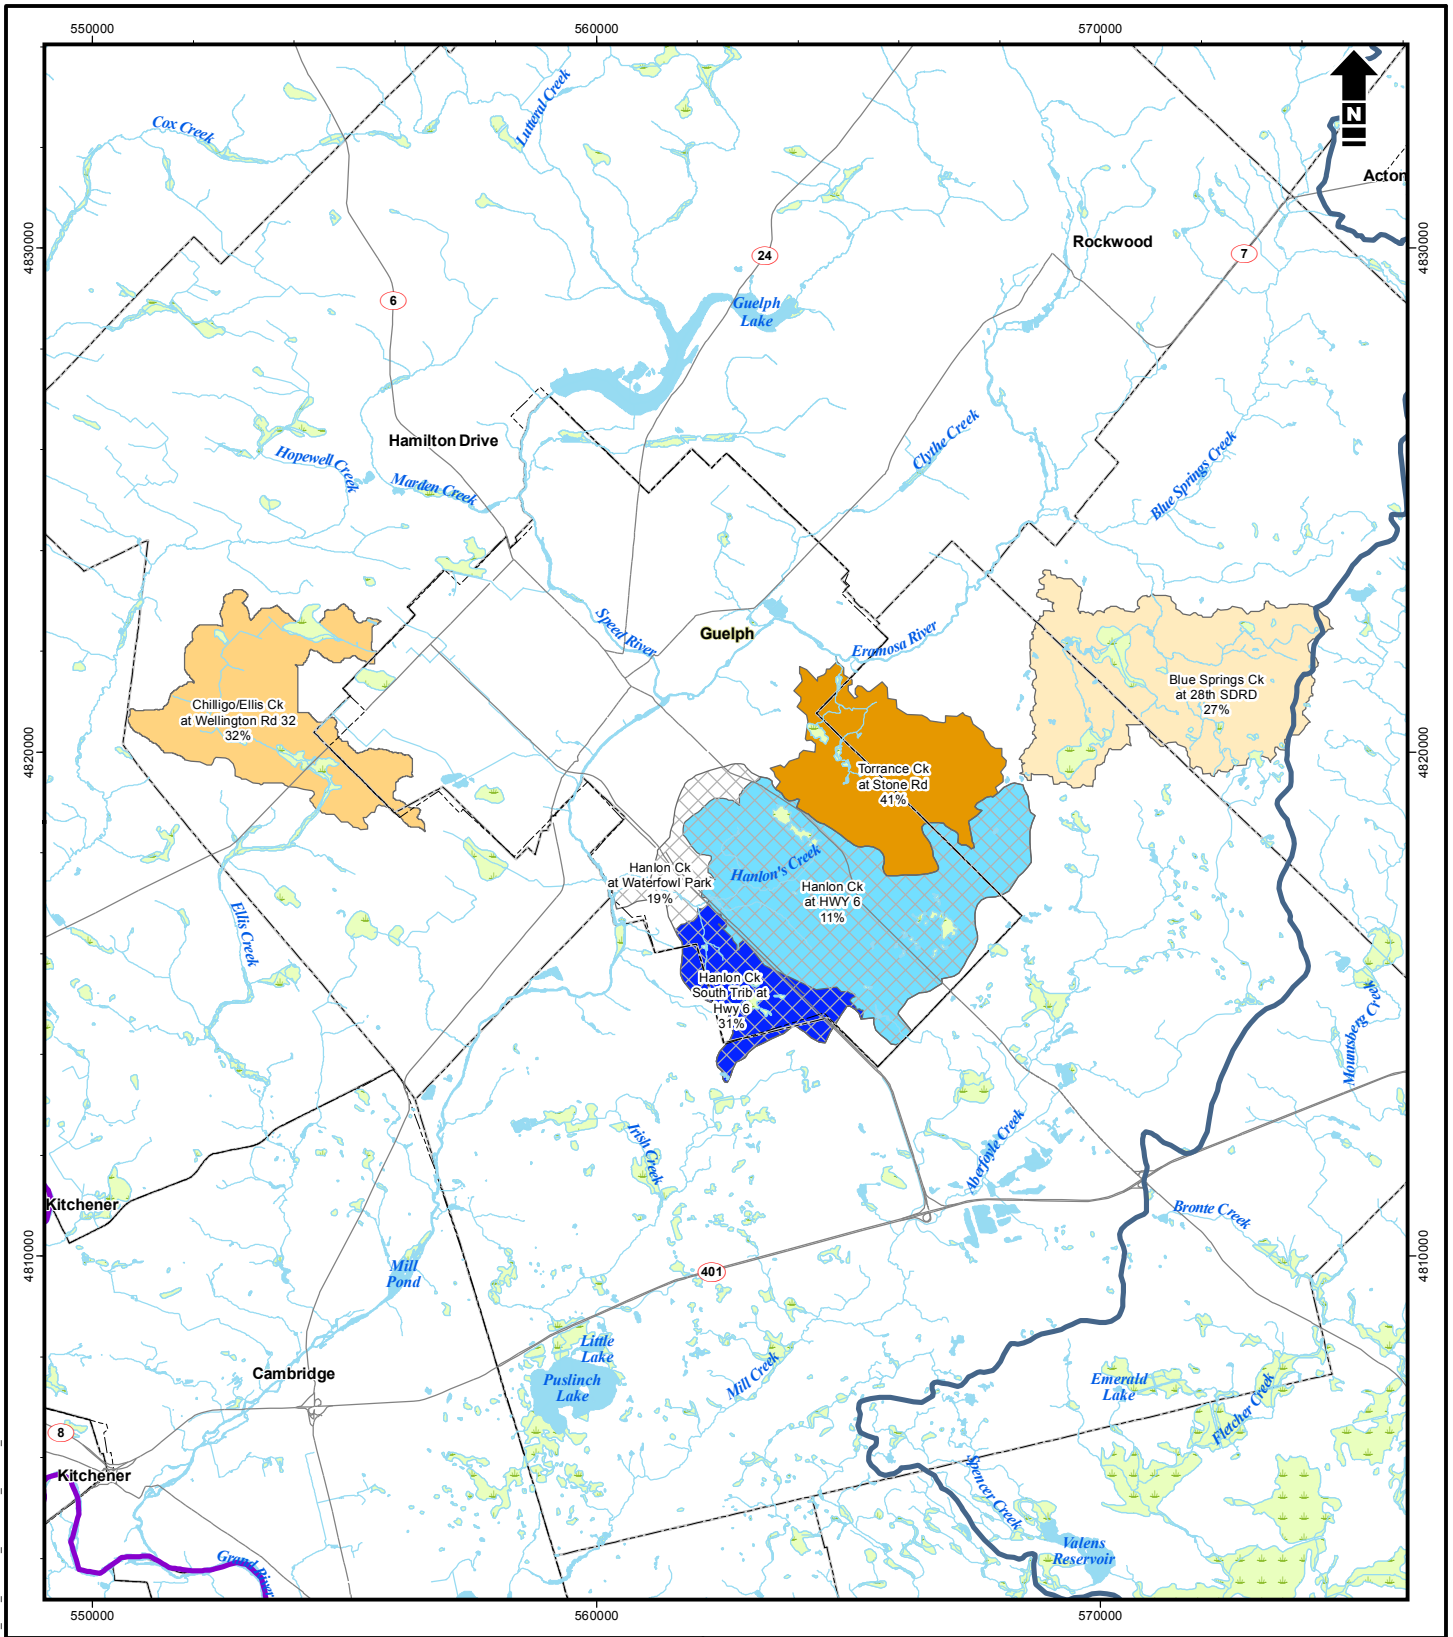 550000
560000
570000
N
Cox Creek
Lutteral Creek
Acton
4830000
4830000
Rockwood
24
7
6
Guelph
Lake
Hamilton Drive
Hopewell Creek
Marden Creek
Clythe Creek
Blue Springs Creek
Speed River
Guelph
Eramosa River
Chilligo/Ellis Ck
at Wellington Rd 32
32%
Blue Springs Ck
at 28th SDRD
27%
4820000
4820000
Torrance Ck
at Stone Rd
41%
Hanlon Ck
at Waterfowl Park
19%
Hanlon's Creek
Hanlon Ck
at HWY 6
11%
Ellis Creek
Hanlon Ck
South Trib at
Hwy 6
31%
Mountsberg Creek
Irish Creek
Aberfoyle Creek
Kitchener
Bronte Creek
4810000
4810000
Mill
Pond
401
Little
Lake
Puslinch
Lake
Mill Creek
Cambridge
Emerald
Lake
Fletcher Creek
8
Kitchener
Spencer Creek
Valens
Reservoir
Grand River
550000
560000
570000